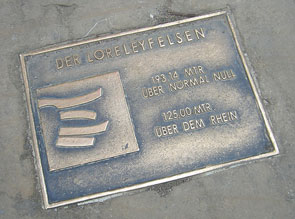 DER LORELEYFELSEN
193.14 MTR.
ÜBER NORMAL NULL
125.00 MTR.
ÜBER DEM RHEIN